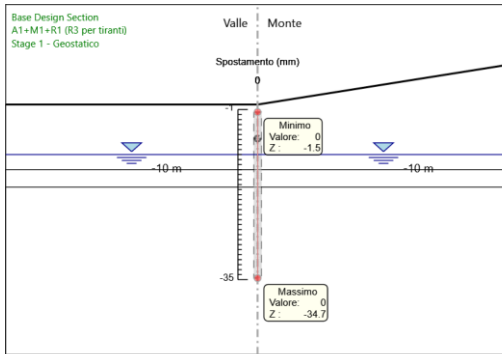 Base Design Section
A1+M1+R1 (R3 per tiranti)
Stage 1 - Geostatico
Valle Monte
Spostamento (mm)
0
-1
Minimo
Valore: 0
Z : -1.5
-10 m -10 m
-35
Massimo
Valore: 0
Z : -34.7